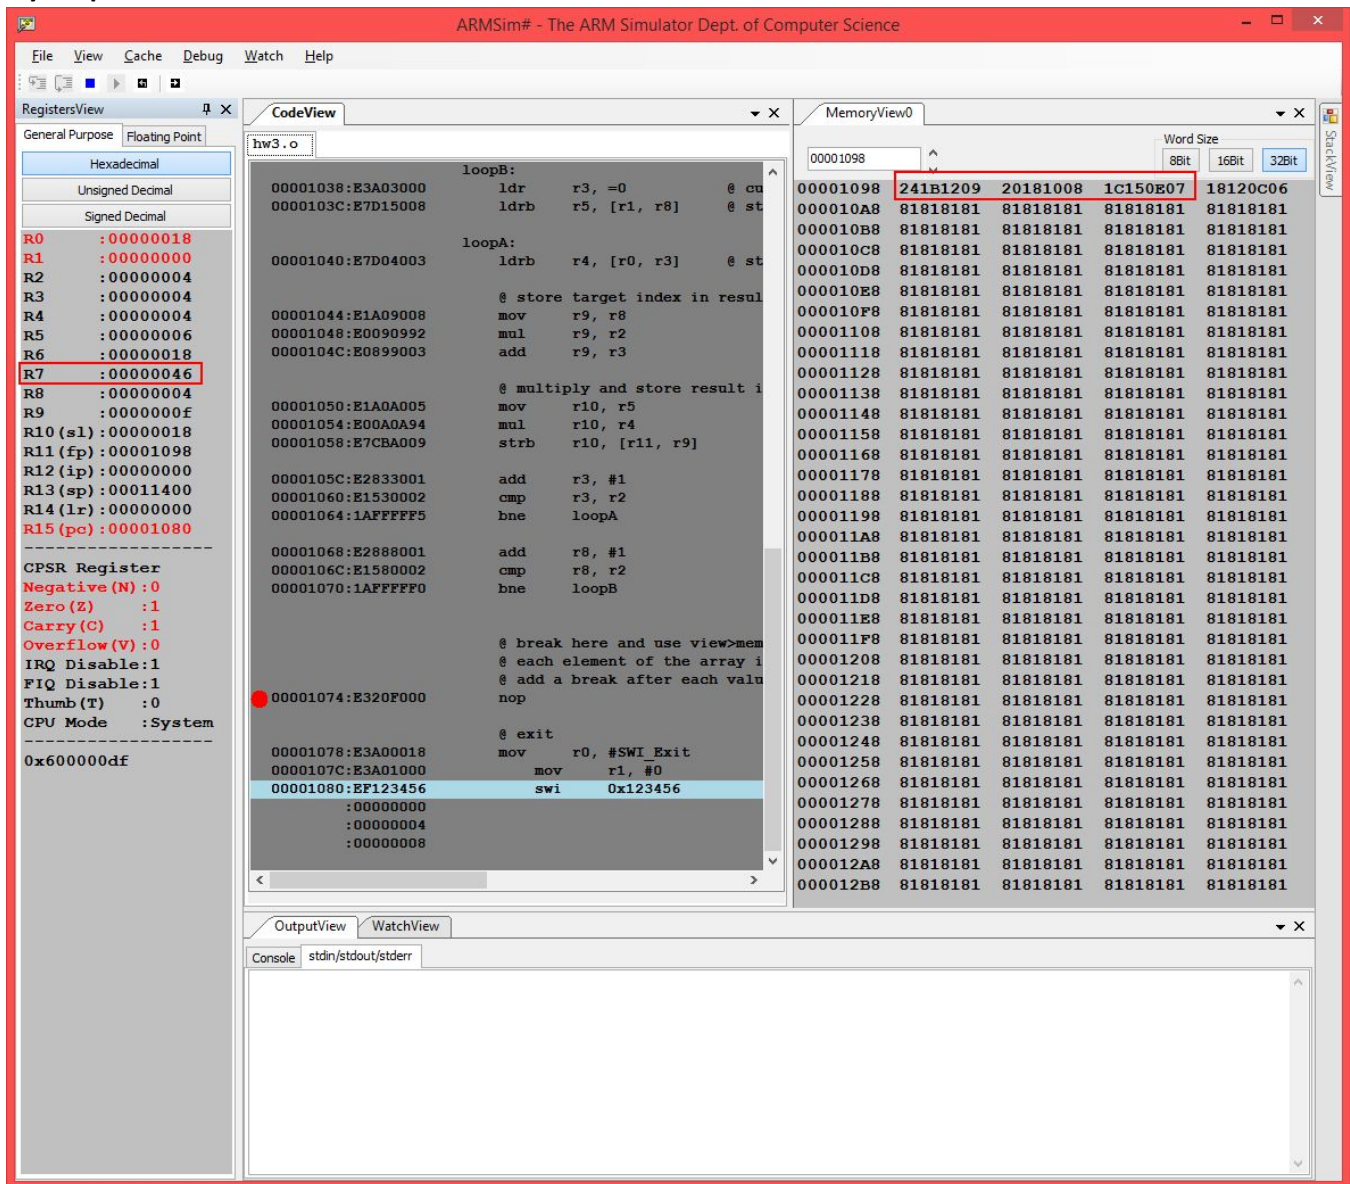 ARMSim# - The ARM Simulator Dept. of Computer Science
File View Cache Debug Watch Help
RegistersView
General Purpose Floating Point
Hexadecimal
Unsigned Decimal
Signed Decimal
R0 :00000018
R1 :00000000
R2 :00000004
R3 :00000004
R4 :00000004
R5 :00000006
R6 :00000018
R7 :00000046
R8 :00000004
R9 :0000000f
R10(sl):00000018
R11(fp):00001098
R12(ip):00000000
R13(sp):00011400
R14(lr):00000000
R15(pc):00001080
------------------
CPSR Register
Negative(N):0
Zero(Z) :1
Carry(C) :1
Overflow(V):0
IRQ Disable:1
FIQ Disable:1
Thumb(T) :0
CPU Mode :System
------------------
0x600000df
CodeView
hw3.o
loopB:
00001038:E3A03000 ldr r3, =0 @ cu
0000103C:E7D15008 ldrb r5, [r1, r8] @ st
loopA:
00001040:E7D04003 ldrb r4, [r0, r3] @ st
@ store target index in resul
00001044:E1A09008 mov r9, r8
00001048:E0090992 mul r9, r2
0000104C:E0899003 add r9, r3
@ multiply and store result i
00001050:E1A0A005 mov r10, r5
00001054:E00A0A94 mul r10, r4
00001058:E7CBA009 strb r10, [r11, r9]
0000105C:E2833001 add r3, #1
00001060:E1530002 cmp r3, r2
00001064:1AFFFFF5 bne loopA
00001068:E2888001 add r8, #1
0000106C:E1580002 cmp r8, r2
00001070:1AFFFFF0 bne loopB
@ break here and use view>mem
@ each element of the array i
@ add a break after each valu
00001074:E320F000 nop
@ exit
00001078:E3A00018 mov r0, #SWI_Exit
0000107C:E3A01000 mov r1, #0
00001080:EF123456 swi 0x123456
:00000000
:00000004
:00000008
MemoryView0
00001098
Word Size
8Bit 16Bit 32Bit
00001098 241B1209 20181008 1C150E07 18120C06
000010A8 81818181 81818181 81818181 81818181
000010B8 81818181 81818181 81818181 81818181
000010C8 81818181 81818181 81818181 81818181
000010D8 81818181 81818181 81818181 81818181
000010E8 81818181 81818181 81818181 81818181
000010F8 81818181 81818181 81818181 81818181
00001108 81818181 81818181 81818181 81818181
00001118 81818181 81818181 81818181 81818181
00001128 81818181 81818181 81818181 81818181
00001138 81818181 81818181 81818181 81818181
00001148 81818181 81818181 81818181 81818181
00001158 81818181 81818181 81818181 81818181
00001168 81818181 81818181 81818181 81818181
00001178 81818181 81818181 81818181 81818181
00001188 81818181 81818181 81818181 81818181
00001198 81818181 81818181 81818181 81818181
000011A8 81818181 81818181 81818181 81818181
000011B8 81818181 81818181 81818181 81818181
000011C8 81818181 81818181 81818181 81818181
000011D8 81818181 81818181 81818181 81818181
000011E8 81818181 81818181 81818181 81818181
000011F8 81818181 81818181 81818181 81818181
00001208 81818181 81818181 81818181 81818181
00001218 81818181 81818181 81818181 81818181
00001228 81818181 81818181 81818181 81818181
00001238 81818181 81818181 81818181 81818181
00001248 81818181 81818181 81818181 81818181
00001258 81818181 81818181 81818181 81818181
00001268 81818181 81818181 81818181 81818181
00001278 81818181 81818181 81818181 81818181
00001288 81818181 81818181 81818181 81818181
00001298 81818181 81818181 81818181 81818181
000012A8 81818181 81818181 81818181 81818181
000012B8 81818181 81818181 81818181 81818181
StackView
OutputView WatchView
Console stdin/stdout/stderr